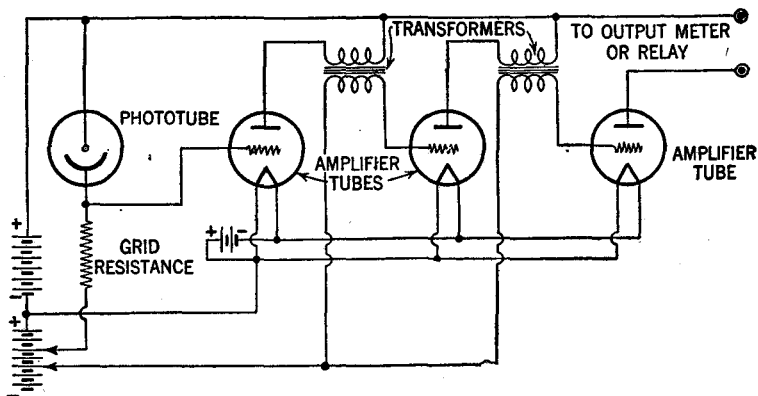 TRANSFORMERS
TO OUTPUT METER
OR RELAY
PHOTOTUBE
AMPLIFIER
TUBES
AMPLIFIER
TUBE
GRID
RESISTANCE
+
-
+ -
+
-